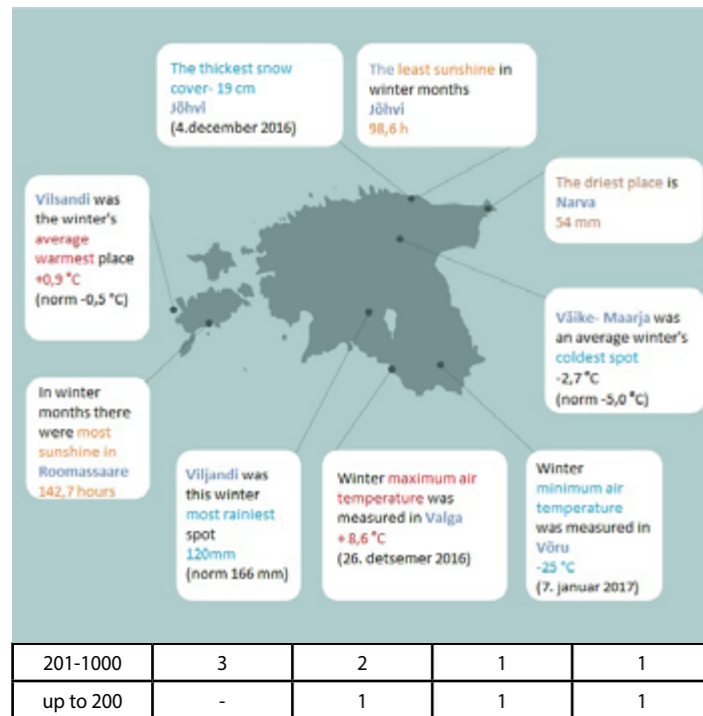 The thickest snow
cover- 19 cm
Jõhvi
(4.december 2016)
The least sunshine in
winter months
Jõhvi
98,6 h
Vilsandi was
the winter's
average
warmest place
+0,9 °C
(norm -0,5 °C)
The driest place is
Narva
54 mm
Väike- Maarja was
an average winter's
coldest spot
-2,7 °C
(norm -5,0 °C)
In winter
months there
were most
sunshine in
Roomassaare
142,7 hours
Viljandi was
this winter
most rainiest
spot
120mm
(norm 166 mm)
Winter maximum air
temperature was
measured in Valga
+ 8,6 °C
(26. detsemer 2016)
Winter
minimum air
temperature
was measured in
Võru
-25 °C
(7. januar 2017)
201-1000 3 2 1 1
up to 200 - 1 1 1